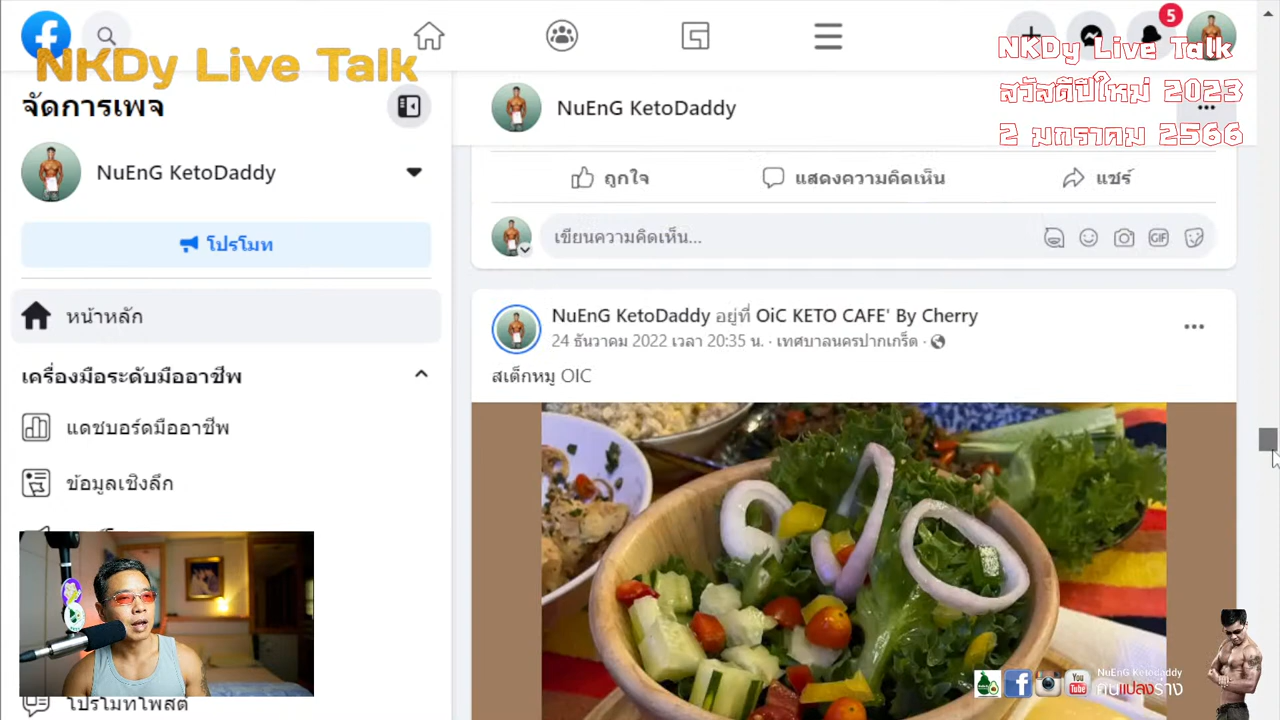 5
NKDy Live Talk
NKDy Live Talk
สวัสดีปีใหม่ 2023
2 มกราคม 2566
จัดการเพจ
NuEnG KetoDaddy
NuEnG KetoDaddy
ถูกใจ
แสดงความคิดเห็น
แชร์
โปรโมท
เขียนความคิดเห็น...
GIF
หน้าหลัก
NuEnG KetoDaddy อยู่ที่ OiC KETO CAFE' By Cherry
24 ธันวาคม 2022 เวลา 20:35 น. · เทศบาลนครปากเกร็ด ·
สเต็กหมู OIC
เครื่องมือระดับมืออาชีพ
แดชบอร์ดมืออาชีพ
ข้อมูลเชิงลึก
โปรโมทโพสต์
NuEnG Ketodaddy
คนแปลงร่าง
You Tube